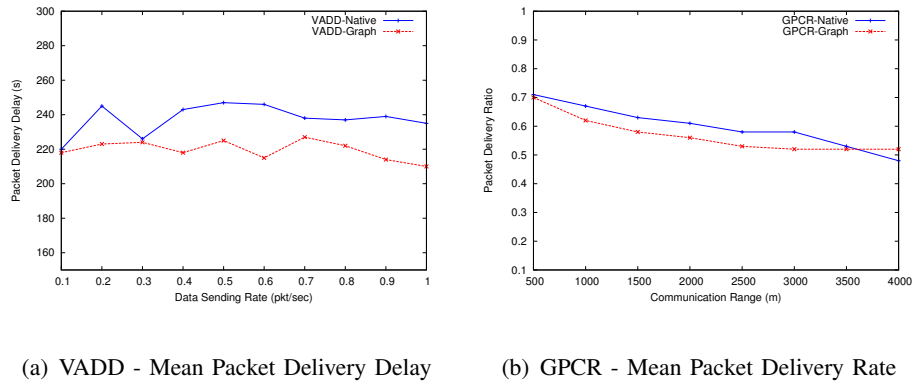 300
280
260
240
220
200
180
160
0.1 0.2 0.3 0.4 0.5 0.6 0.7 0.8 0.9 1
Packet Delivery Delay (s)
Data Sending Rate (pkt/sec)
VADD-Native
VADD-Graph
1
0.9
0.8
0.7
0.6
0.5
0.4
0.3
0.2
0.1
500 1000 1500 2000 2500 3000 3500 4000
Packet Delivery Ratio
Communication Range (m)
GPCR-Native
GPCR-Graph
(a) VADD - Mean Packet Delivery Delay
(b) GPCR - Mean Packet Delivery Rate